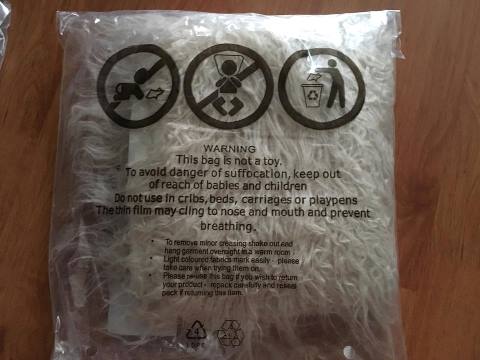 WARNING
This bag is not a toy.
To avoid danger of suffocation, keep out
of reach of babies and children
Do not use in cribs, beds, carriages or playpens
The thin film may cling to nose and mouth and prevent
breathing.
• To remove minor creasing shake out and
hang garment overnight in a warm room
• Light coloured fabrics mark easily - please
take care when trying them on.
• Please re-use this bag if you wish to return
your product - repack carefully and reseal
pack if returning this item.
4
LDPE